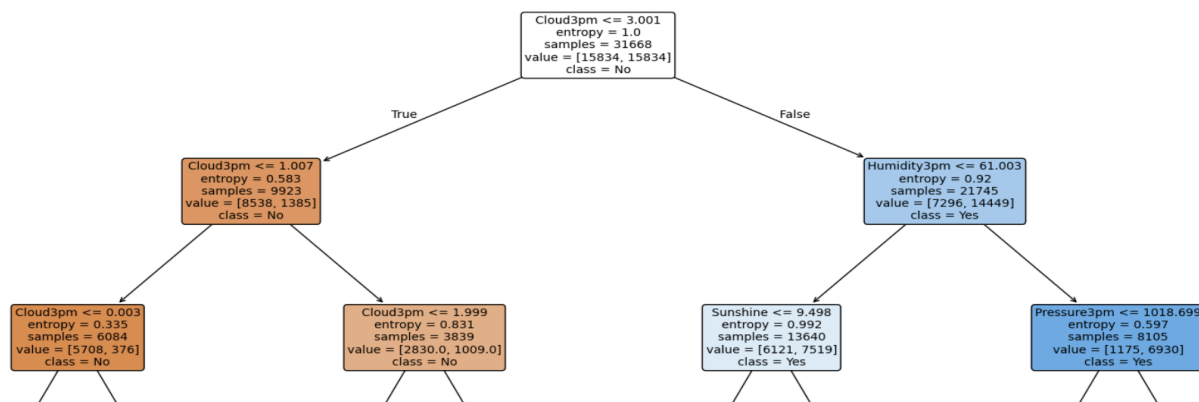 Cloud3pm <= 3.001
entropy = 1.0
samples = 31668
value = [15834, 15834]
class = No
True
False
Cloud3pm <= 1.007
entropy = 0.583
samples = 9923
value = [8538, 1385]
class = No
Humidity3pm <= 61.003
entropy = 0.92
samples = 21745
value = [7296, 14449]
class = Yes
Cloud3pm <= 0.003
entropy = 0.335
samples = 6084
value = [5708, 376]
class = No
Cloud3pm <= 1.999
entropy = 0.831
samples = 3839
value = [2830.0, 1009.0]
class = No
Sunshine <= 9.498
entropy = 0.992
samples = 13640
value = [6121, 7519]
class = Yes
Pressure3pm <= 1018.699
entropy = 0.597
samples = 8105
value = [1175, 6930]
class = Yes